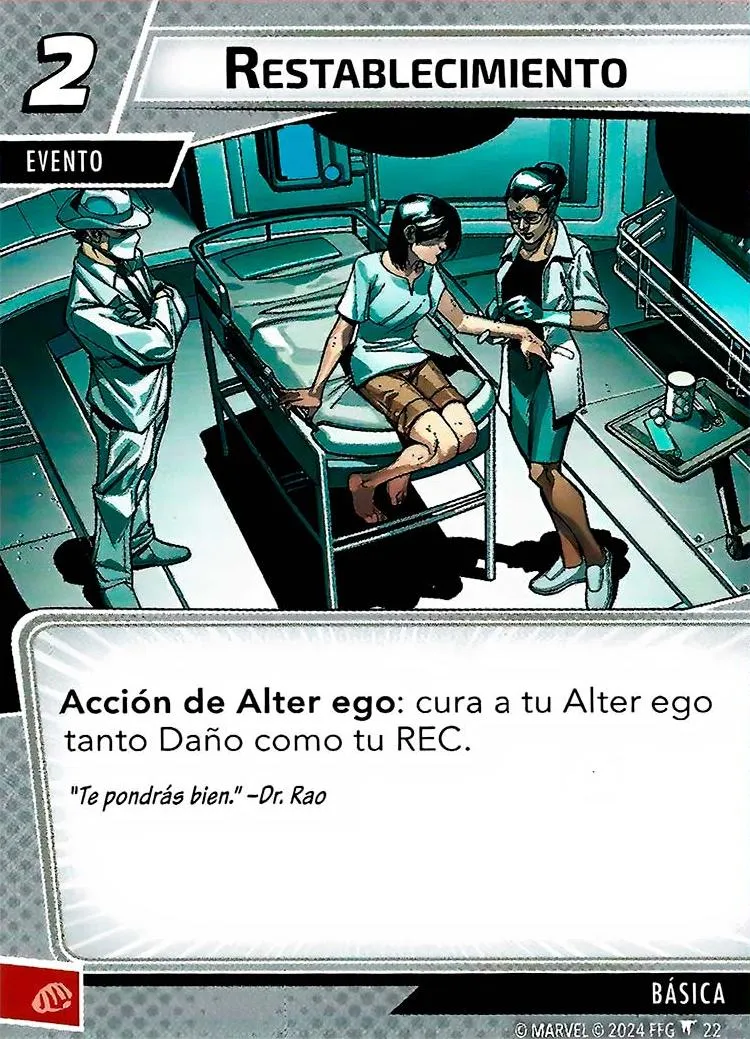 2
RESTABLECIMIENTO
EVENTO
Acción de Alter ego: cura a tu Alter ego
tanto Daño como tu REC.
"Te pondrás bien." –Dr. Rao
BÁSICA
© MARVEL © 2024 FFG 22